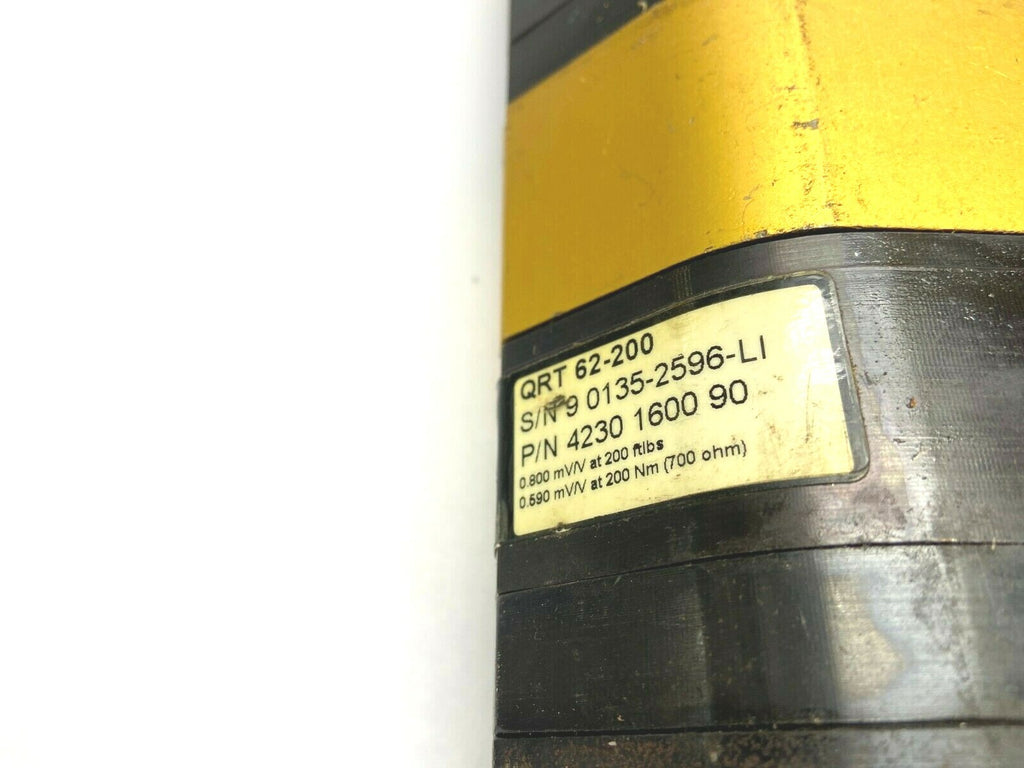 QRT 62-200
S/N 9 0135-2596-LI
P/N 4230 1600 90
0.800 mV/V at 200 ftlbs
0.590 mV/V at 200 Nm (700 ohm)